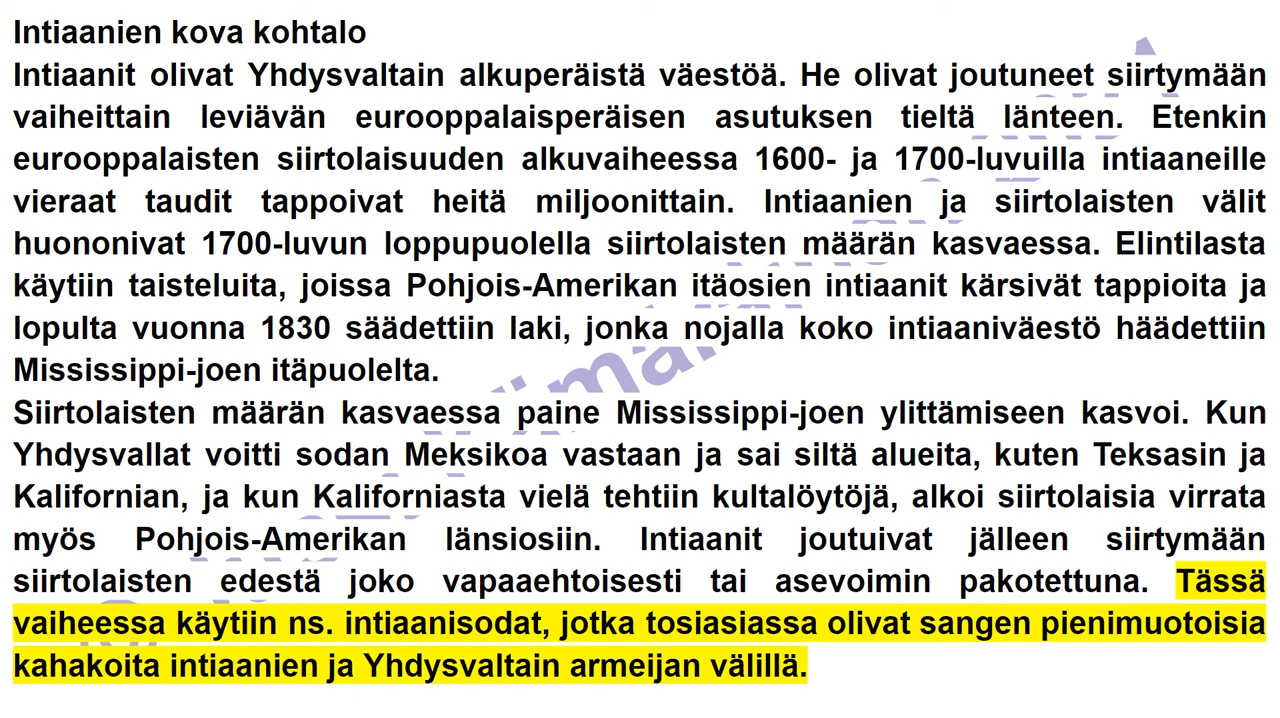 Intiaanien kova kohtalo
Intiaanit olivat Yhdysvaltain alkuperäistä väestöä. He olivat joutuneet siirtymään
vaiheittain leviävän eurooppalaisperäisen asutuksen tieltä länteen. Etenkin
eurooppalaisten siirtolaisuuden alkuvaiheessa 1600- ja 1700-luvuilla intiaaneille
vieraat taudit tappoivat heitä miljoonittain. Intiaanien ja siirtolaisten välit
huononivat 1700-luvun loppupuolella siirtolaisten määrän kasvaessa. Elintilasta
käytiin taisteluita, joissa Pohjois-Amerikan itäosien intiaanit kärsivät tappioita ja
lopulta vuonna 1830 säädettiin laki, jonka nojalla koko intiaaniväestö häädettiin
Mississippi-joen itäpuolelta.
Siirtolaisten määrän kasvaessa paine Mississippi-joen ylittämiseen kasvoi. Kun
Yhdysvallat voitti sodan Meksikoa vastaan ja sai siltä alueita, kuten Teksasin ja
Kalifornian, ja kun Kaliforniasta vielä tehtiin kultalöytöjä, alkoi siirtolaisia virrata
myös Pohjois-Amerikan länsiosiin. Intiaanit joutuivat jälleen siirtymään
siirtolaisten edestä joko vapaaehtoisesti tai asevoimin pakotettuna. Tässä
vaiheessa käytiin ns. intiaanisodat, jotka tosiasiassa olivat sangen pienimuotoisia
kahakoita intiaanien ja Yhdysvaltain armeijan välillä.